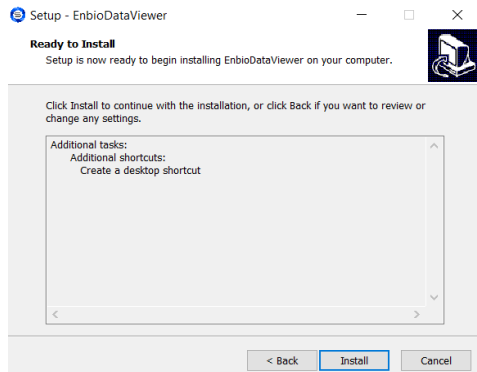 Setup - EnbioDataViewer
Ready to Install
Setup is now ready to begin installing EnbioDataViewer on your computer.
Click Install to continue with the installation, or click Back if you want to review or
change any settings.
Additional tasks:
Additional shortcuts:
Create a desktop shortcut
< Back
Install
Cancel